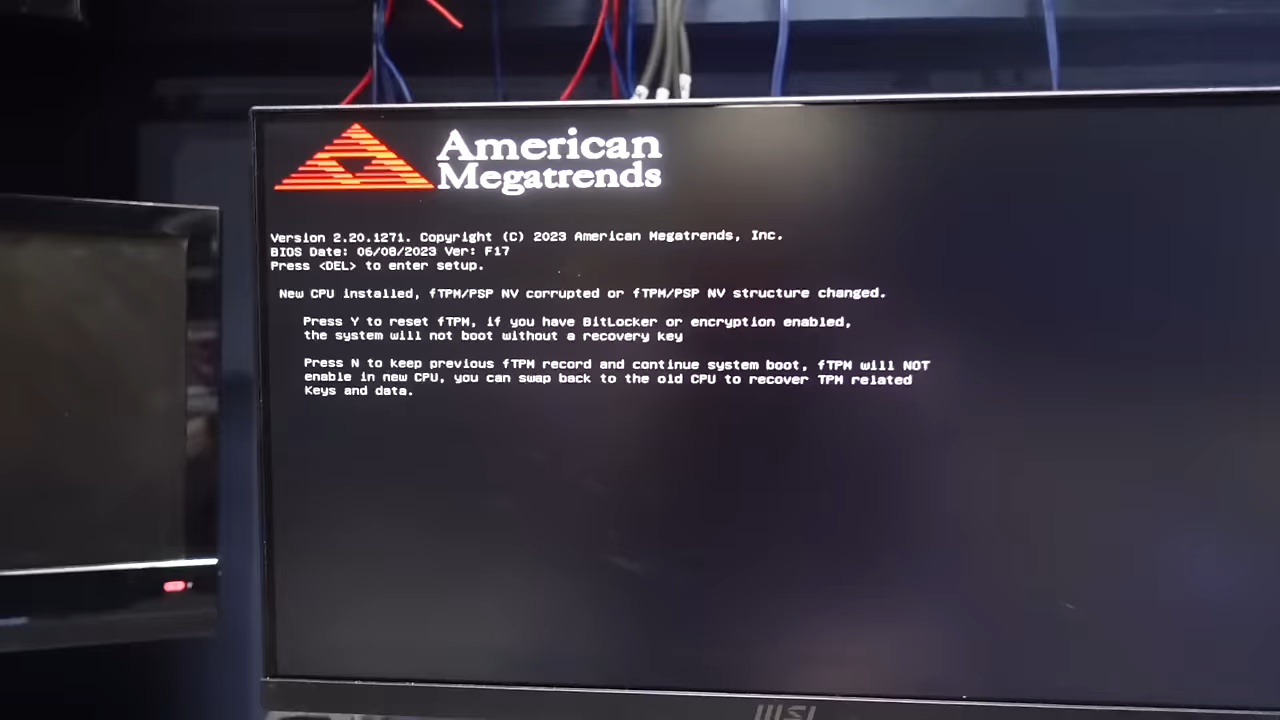 American
Megatrends
Version 2.20.1271. Copyright (C) 2023 American Megatrends, Inc.
BIOS Date: 06/08/2023 Ver: F17
Press <DEL> to enter setup.
New CPU installed, fTPM/PSP NV corrupted or fTPM/PSP NV structure changed.
Press Y to reset fTPM, if you have BitLocker or encryption enabled,
the system will not boot without a recovery key
Press N to keep previous fTPM record and continue system boot, fTPM will NOT
enable in new CPU, you can swap back to the old CPU to recover TPM related
Keys and data.
msi